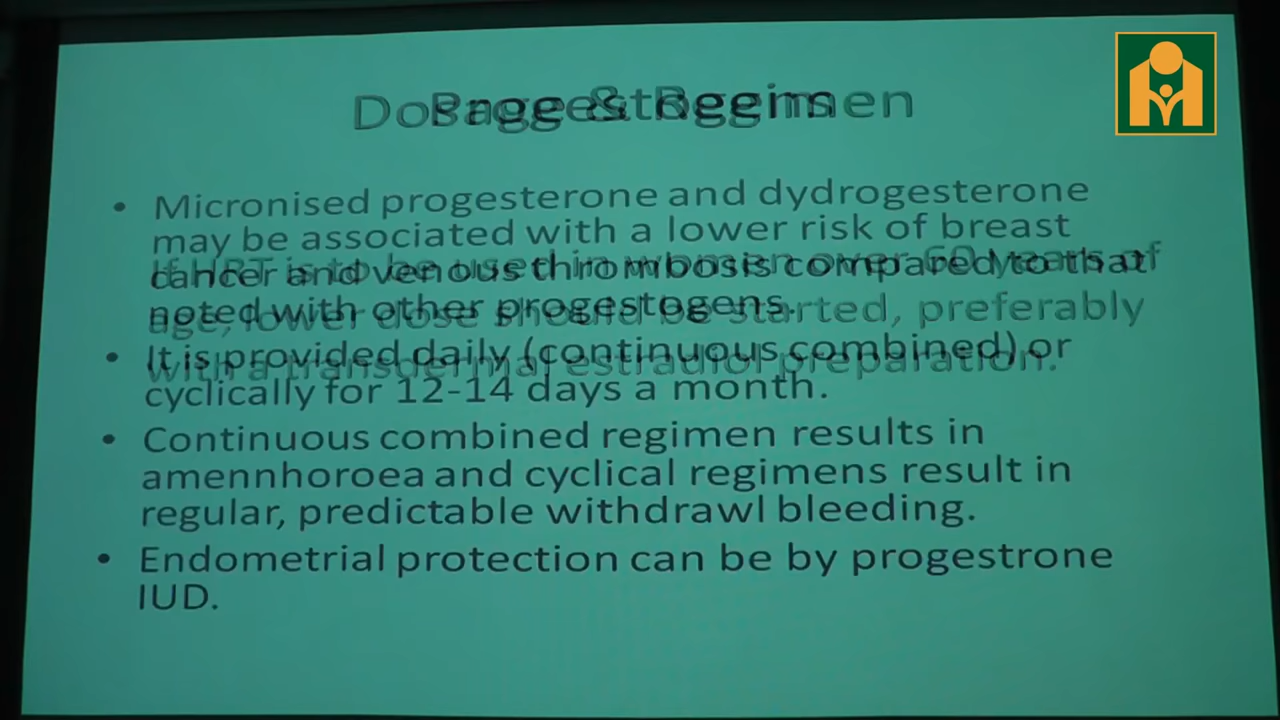 Dosage & Regimen
Progestogens
• Micronised progesterone and dydrogesterone
may be associated with a lower risk of breast
cancer and venous thrombosis compared to that
noted with other progestogens.
• It is provided daily (continuous combined) or
cyclically for 12-14 days a month.
• Continuous combined regimen results in
amennhoroea and cyclical regimens result in
regular, predictable withdrawl bleeding.
• Endometrial protection can be by progestrone
IUD.
If HRT is to be used in women over 60 years of
age, lower dose should be started, preferably
with a transdermal estradiol preparation.